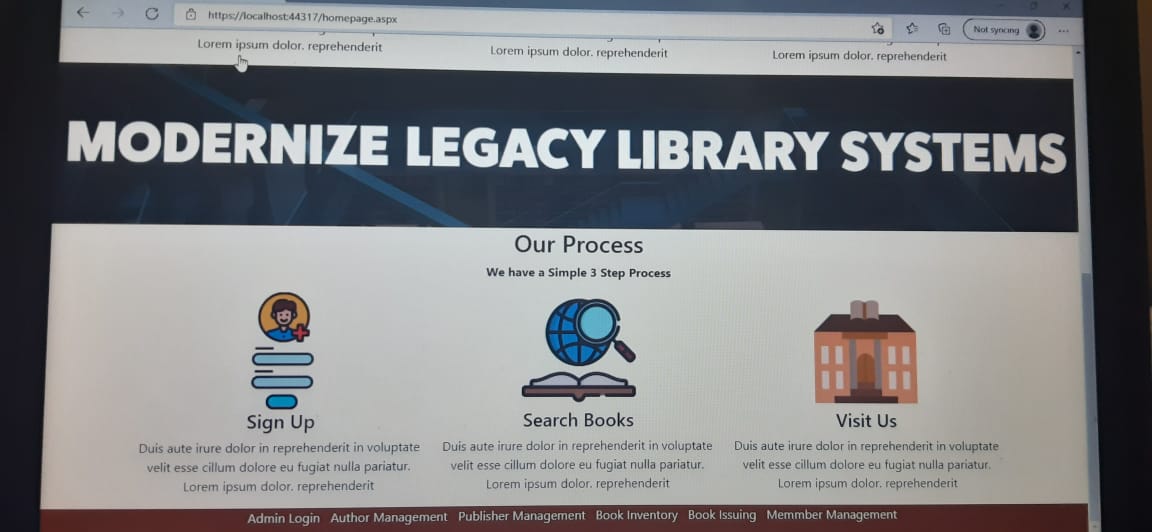 https://localhost:44317/homepage.aspx
Not syncing
Lorem ipsum dolor. reprehenderit
Lorem ipsum dolor. reprehenderit
Lorem ipsum dolor. reprehenderit
MODERNIZE LEGACY LIBRARY SYSTEMS
Our Process
We have a Simple 3 Step Process
Sign Up
Duis aute irure dolor in reprehenderit in voluptate
velit esse cillum dolore eu fugiat nulla pariatur.
Lorem ipsum dolor. reprehenderit
Search Books
Duis aute irure dolor in reprehenderit in voluptate
velit esse cillum dolore eu fugiat nulla pariatur.
Lorem ipsum dolor. reprehenderit
Visit Us
Duis aute irure dolor in reprehenderit in voluptate
velit esse cillum dolore eu fugiat nulla pariatur.
Lorem ipsum dolor. reprehenderit
Admin Login Author Management Publisher Management Book Inventory Book Issuing Memmber Management